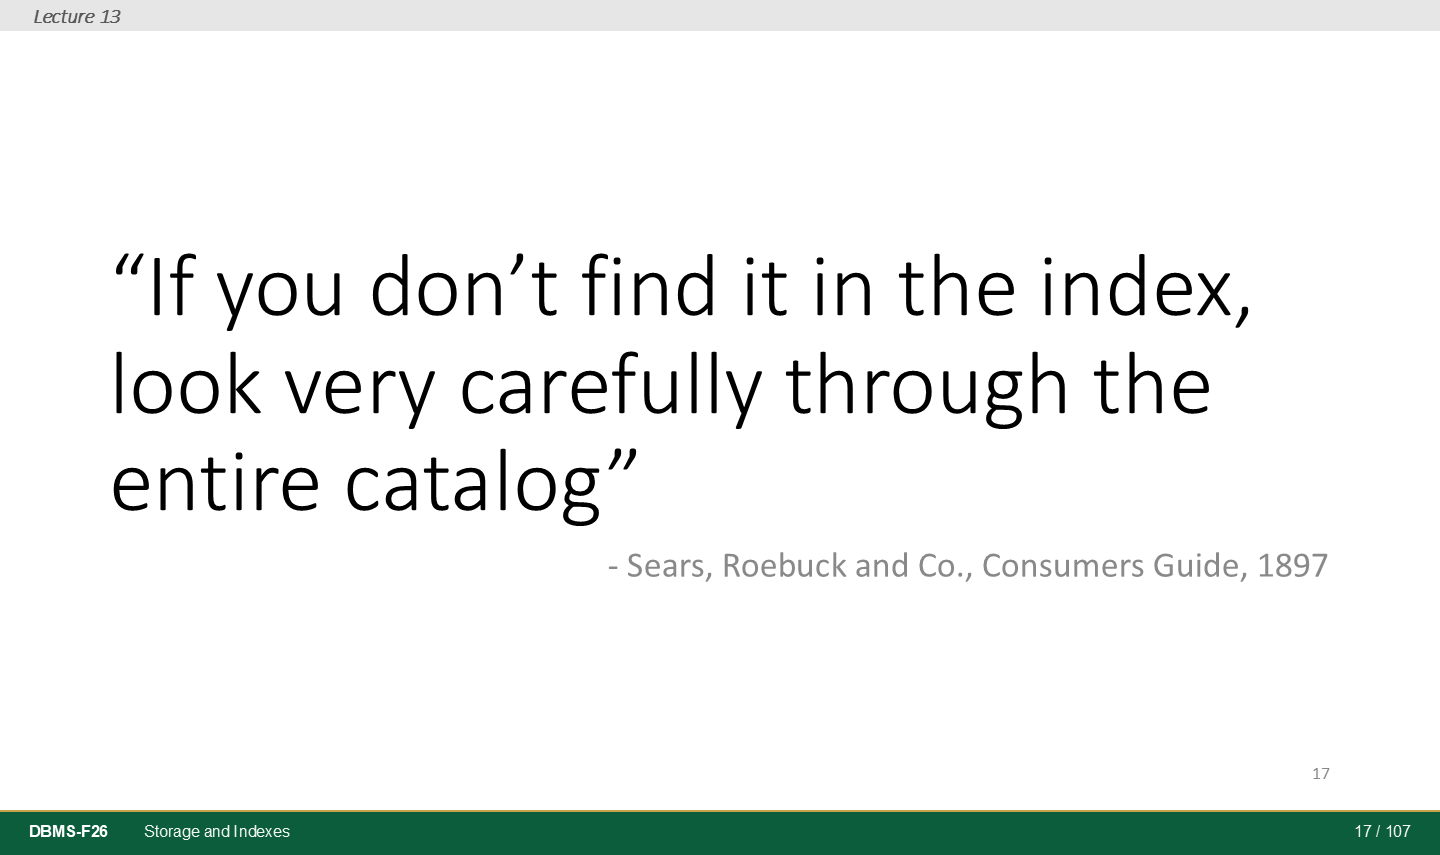 Lecture 13
“If you don’t find it in the index,
look very carefully through the
entire catalog”
- Sears, Roebuck and Co., Consumers Guide, 1897
17
DBMS-F26 Storage and Indexes 17 / 107